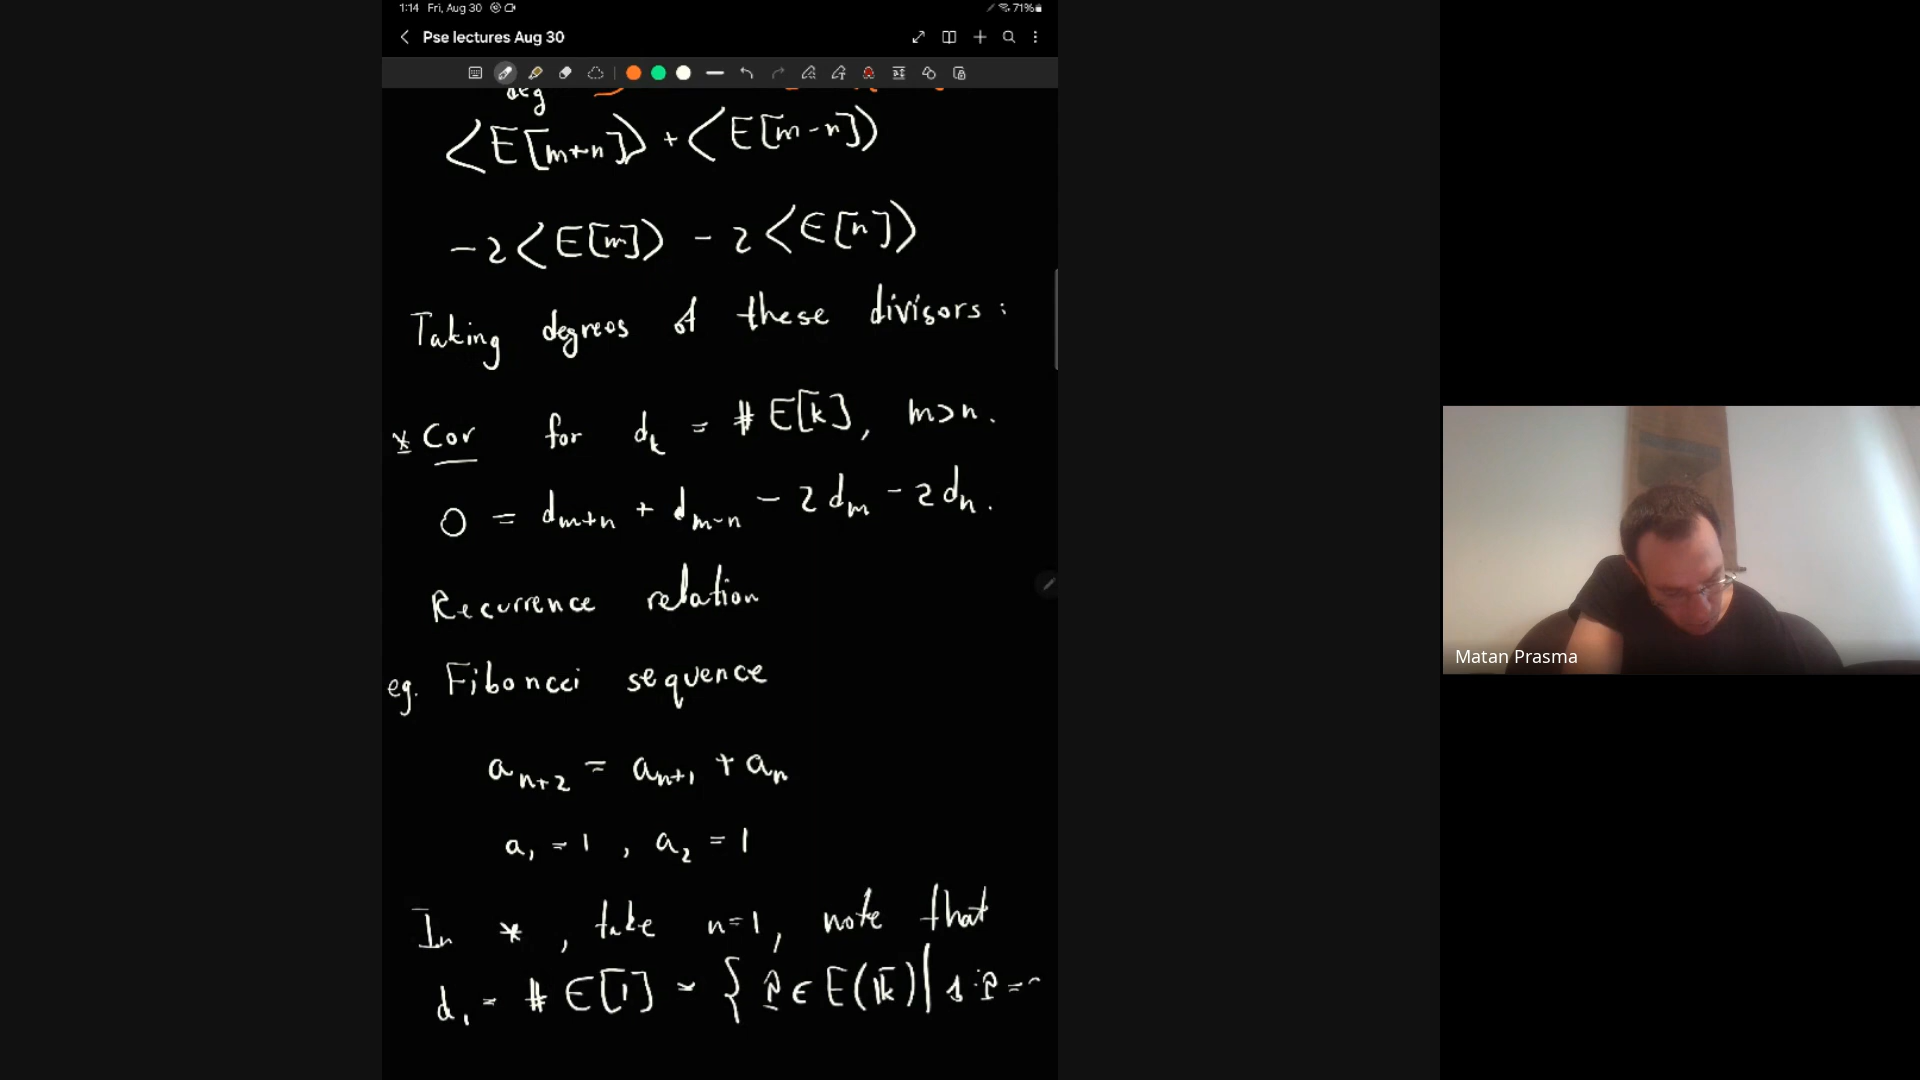 1:14 Fri, Aug 30
71%
Pse lectures Aug 30
deg
<E[m+n]> + <E[m-n]>
-2<E[m]> - 2<E[n]>
Taking degrees of these divisors:
* Cor for d_k = #E[k], m>n.
0 = d_{m+n} + d_{m-n} - 2d_m - 2d_n.
Recurrence relation
eg. Fiboncci sequence
a_{n+2} = a_{n+1} + a_n
a_1 = 1, a_2 = 1
In *, take n=1, note that
d_1 = #E[1] = { P ∈ E(k̄) | 1·P =
Matan Prasma